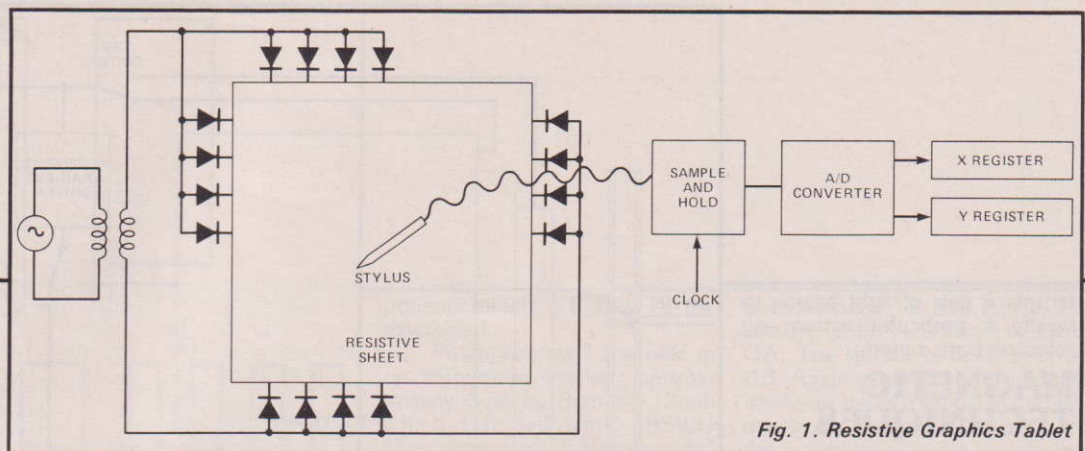 SAMPLE
AND
HOLD
A/D
CONVERTER
X REGISTER
Y REGISTER
STYLUS
CLOCK
RESISTIVE
SHEET
Fig. 1. Resistive Graphics Tablet